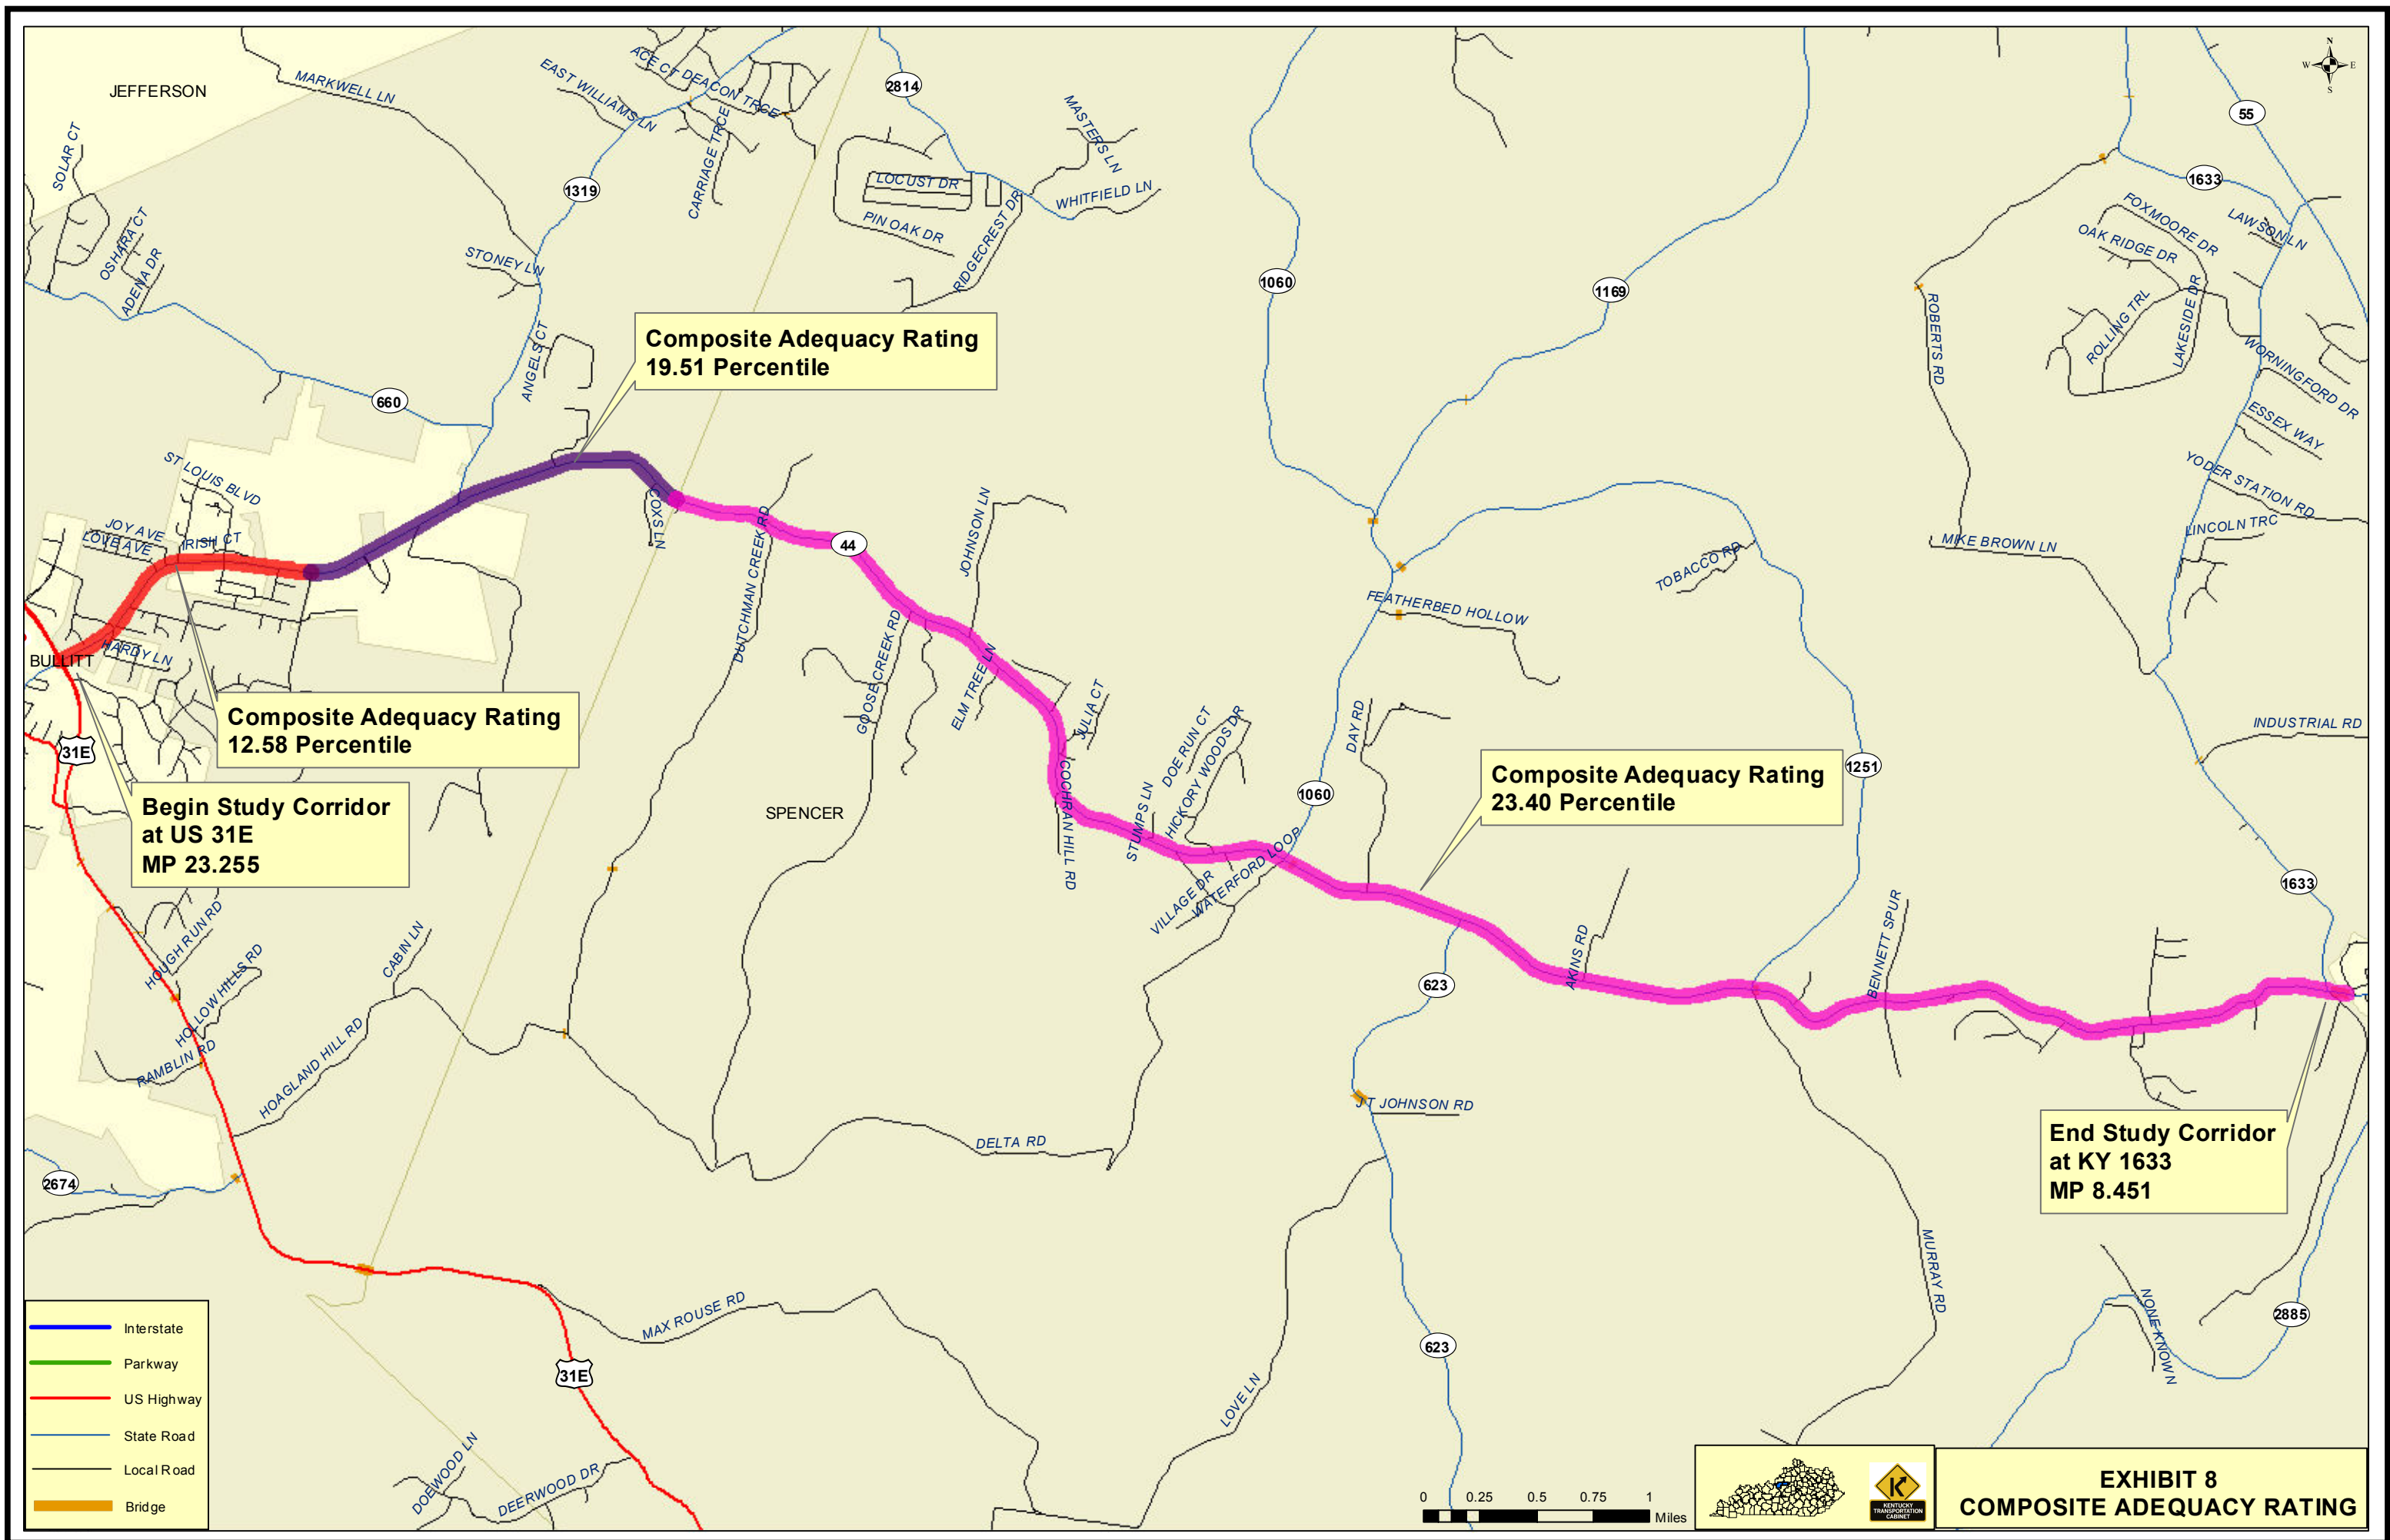 JEFFERSON
MARKWELL LN
SOLAR CT
OSHARA CT
ADENA DR
EAST WILLIAMS LN
ACE CT
DEACON TRCE
CARRIAGE TRCE
1319
STONEY LN
ANGELS CT
660
2814
MASTERS LN
LOCUST DR
PIN OAK DR
RIDGECREST DR
WHITFIELD LN
1060
1169
55
1633
N
W
E
S
FOXMOORE DR
LAWSON LN
OAK RIDGE DR
ROLLING TRL
LAKESIDE DR
ROBERTS RD
WORNINGFORD DR
ESSEX WAY
YODER STATION RD
LINCOLN TRC
MIKE BROWN LN
INDUSTRIAL RD
Composite Adequacy Rating
19.51 Percentile
ST LOUIS BLVD
JOY AVE
LOVE AVE
IRISH CT
HARDY LN
BULLITT
31E
COXS LN
DUTCHMAN CREEK RD
44
JOHNSON LN
GOOSE CREEK RD
ELM TREE LN
JULIA CT
COCHRAN HILL RD
STUMPS LN
DOE RUN CT
HICKORY WOODS DR
VILLAGE DR
WATERFORD LOOP
1060
DAY RD
FEATHERBED HOLLOW
TOBACCO RD
1251
Composite Adequacy Rating
12.58 Percentile
Begin Study Corridor
at US 31E
MP 23.255
SPENCER
Composite Adequacy Rating
23.40 Percentile
1633
AKINS RD
BENNETT SPUR
623
HOUGH RUN RD
HOLLOW HILLS RD
RAMBLIN RD
CABIN LN
HOAGLAND HILL RD
2674
DELTA RD
JT JOHNSON RD
End Study Corridor
at KY 1633
MP 8.451
MURRAY RD
NONE KNOWN
2885
MAX ROUSE RD
31E
623
LOVE LN
DOEWOOD LN
DEERWOOD DR
Interstate
Parkway
US Highway
State Road
Local Road
Bridge
0 0.25 0.5 0.75 1
Miles
KENTUCKY
TRANSPORTATION
CABINET
EXHIBIT 8
COMPOSITE ADEQUACY RATING